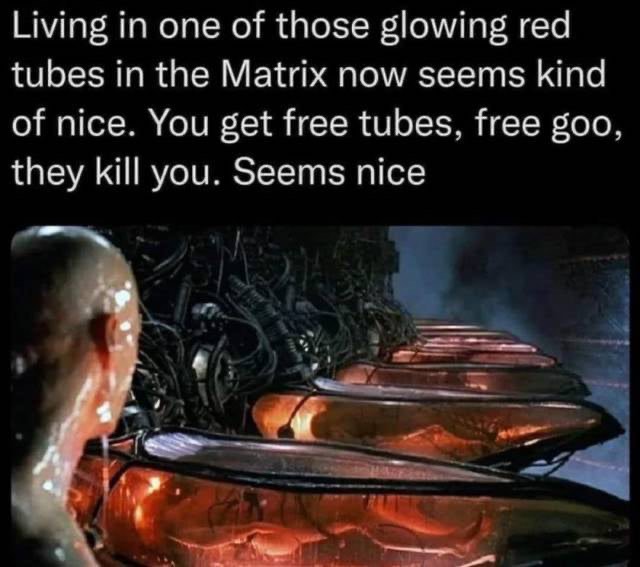 Living in one of those glowing red
tubes in the Matrix now seems kind
of nice. You get free tubes, free goo,
they kill you. Seems nice